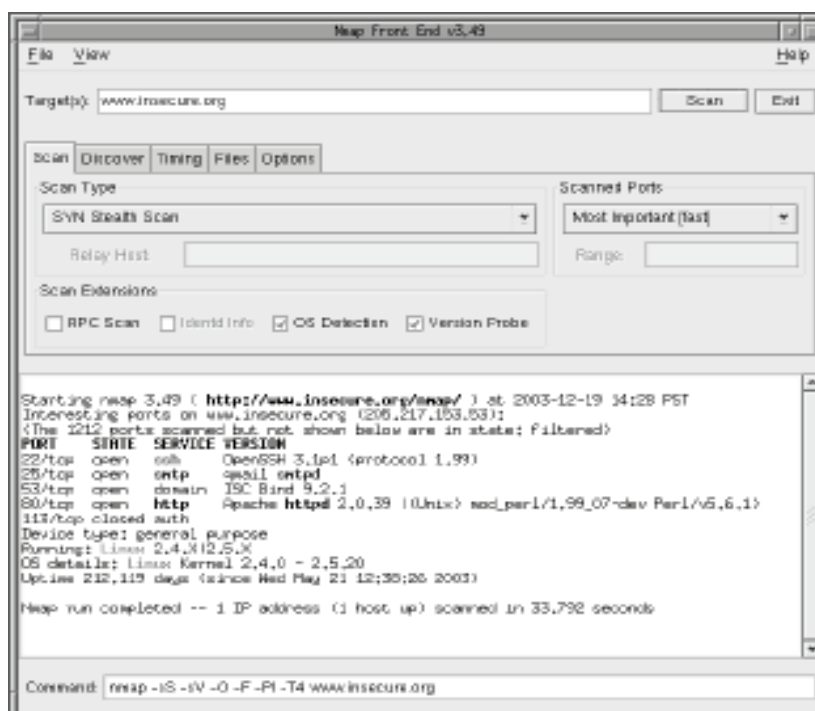 Nmap Front End v3.49
File View Help
Target(s): www.insecure.org Scan Exit
Scan Discover Timing Files Options
Scan Type
SYN Stealth Scan
Relay Host:
Scanned Ports
Most Important [fast]
Range:
Scan Extensions
RPC Scan Identd Info OS Detection Version Probe
Starting nmap 3.49 ( http://www.insecure.org/nmap/ ) at 2003-12-19 14:28 PST
Interesting ports on www.insecure.org (205.217.153.53):
(The 1212 ports scanned but not shown below are in state: filtered)
PORT STATE SERVICE VERSION
22/tcp open ssh OpenSSH 3.1p1 (protocol 1.99)
25/tcp open smtp qmail smtpd
53/tcp open domain ISC Bind 9.2.1
80/tcp open http Apache httpd 2.0.39 ((Unix) mod_perl/1.99_07-dev Perl/v5.6.1)
113/tcp closed auth
Device type: general purpose
Running: Linux 2.4.X|2.5.X
OS details: Linux Kernel 2.4.0 - 2.5.20
Uptime 212.119 days (since Wed May 21 12:38:26 2003)
Nmap run completed -- 1 IP address (1 host up) scanned in 33.792 seconds
Command: nmap -sS -sV -O -F -PI -T4 www.insecure.org